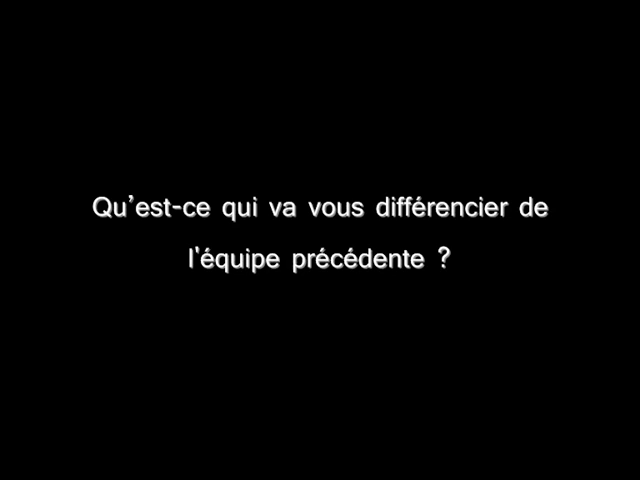 Qu’est-ce qui va vous différencier de
l'équipe précédente ?